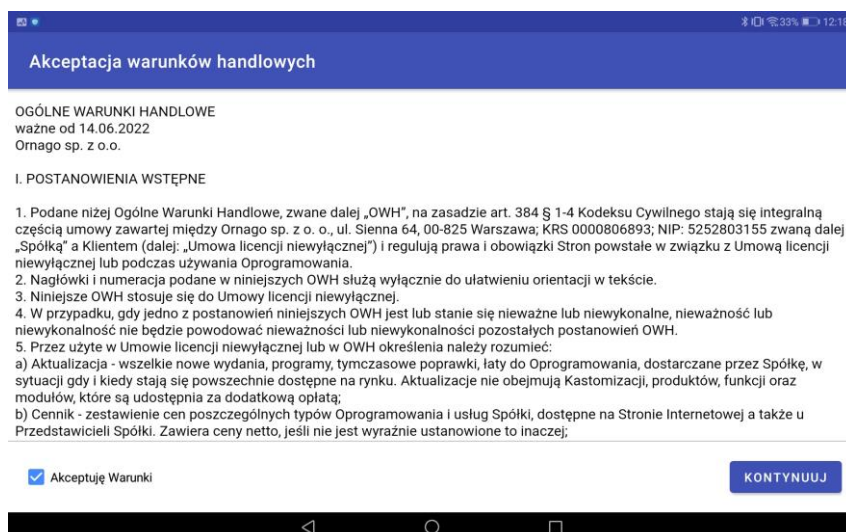 33% 12:18
Akceptacja warunków handlowych
OGÓLNE WARUNKI HANDLOWE
ważne od 14.06.2022
Ornago sp. z o.o.
I. POSTANOWIENIA WSTĘPNE
1. Podane niżej Ogólne Warunki Handlowe, zwane dalej „OWH”, na zasadzie art. 384 § 1-4 Kodeksu Cywilnego stają się integralną
częścią umowy zawartej między Ornago sp. z o. o., ul. Sienna 64, 00-825 Warszawa; KRS 0000806893; NIP: 5252803155 zwaną dalej
„Spółką” a Klientem (dalej: „Umowa licencji niewyłącznej”) i regulują prawa i obowiązki Stron powstałe w związku z Umową licencji
niewyłącznej lub podczas używania Oprogramowania.
2. Nagłówki i numeracja podane w niniejszych OWH służą wyłącznie do ułatwieniu orientacji w tekście.
3. Niniejsze OWH stosuje się do Umowy licencji niewyłącznej.
4. W przypadku, gdy jedno z postanowień niniejszych OWH jest lub stanie się nieważne lub niewykonalne, nieważność lub
niewykonalność nie będzie powodować nieważności lub niewykonalności pozostałych postanowień OWH.
5. Przez użyte w Umowie licencji niewyłącznej lub w OWH określenia należy rozumieć:
a) Aktualizacja - wszelkie nowe wydania, programy, tymczasowe poprawki, łaty do Oprogramowania, dostarczane przez Spółkę, w
sytuacji gdy i kiedy stają się powszechnie dostępne na rynku. Aktualizacje nie obejmują Kastomizacji, produktów, funkcji oraz
modułów, które są udostępnia za dodatkową opłatą;
b) Cennik - zestawienie cen poszczególnych typów Oprogramowania i usług Spółki, dostępne na Stronie Internetowej a także u
Przedstawicieli Spółki. Zawiera ceny netto, jeśli nie jest wyraźnie ustanowione to inaczej;
Akceptuję Warunki
KONTYNUUJ